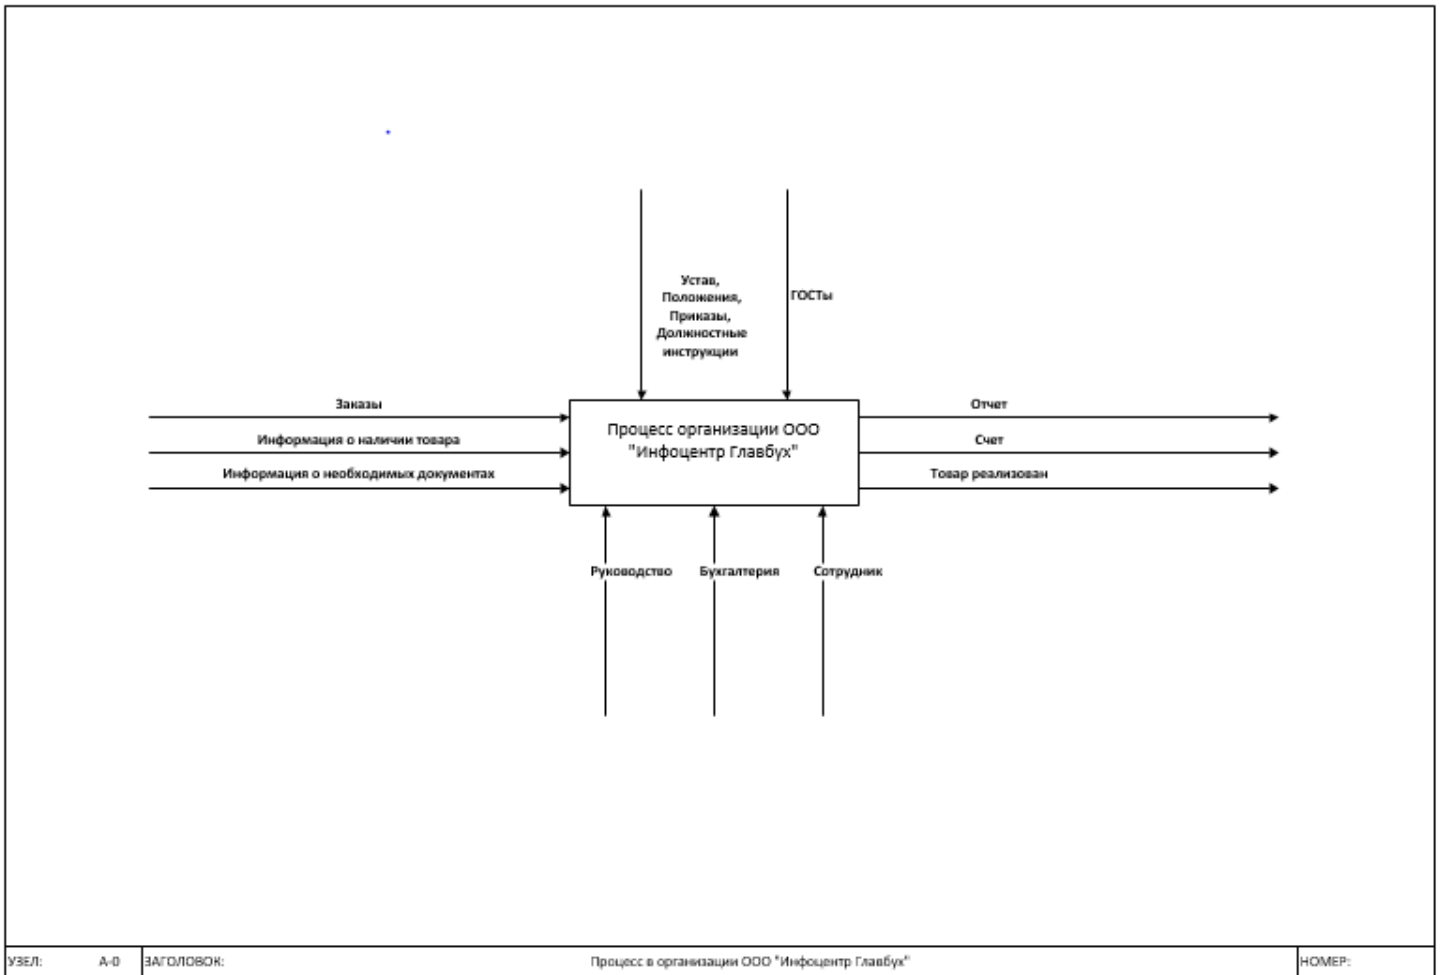 Устав,
Положения,
Приказы,
Должностные
инструкции
ГОСТы
Заказы
Информация о наличии товара
Информация о необходимых документах
Процесс организации ООО
"Инфоцентр Главбух"
Отчет
Счет
Товар реализован
Руководство
Бухгалтерия
Сотрудник
УЗЕЛ:
А-0
ЗАГОЛОВОК:
Процесс в организации ООО "Инфоцентр Главбух"
НОМЕР: